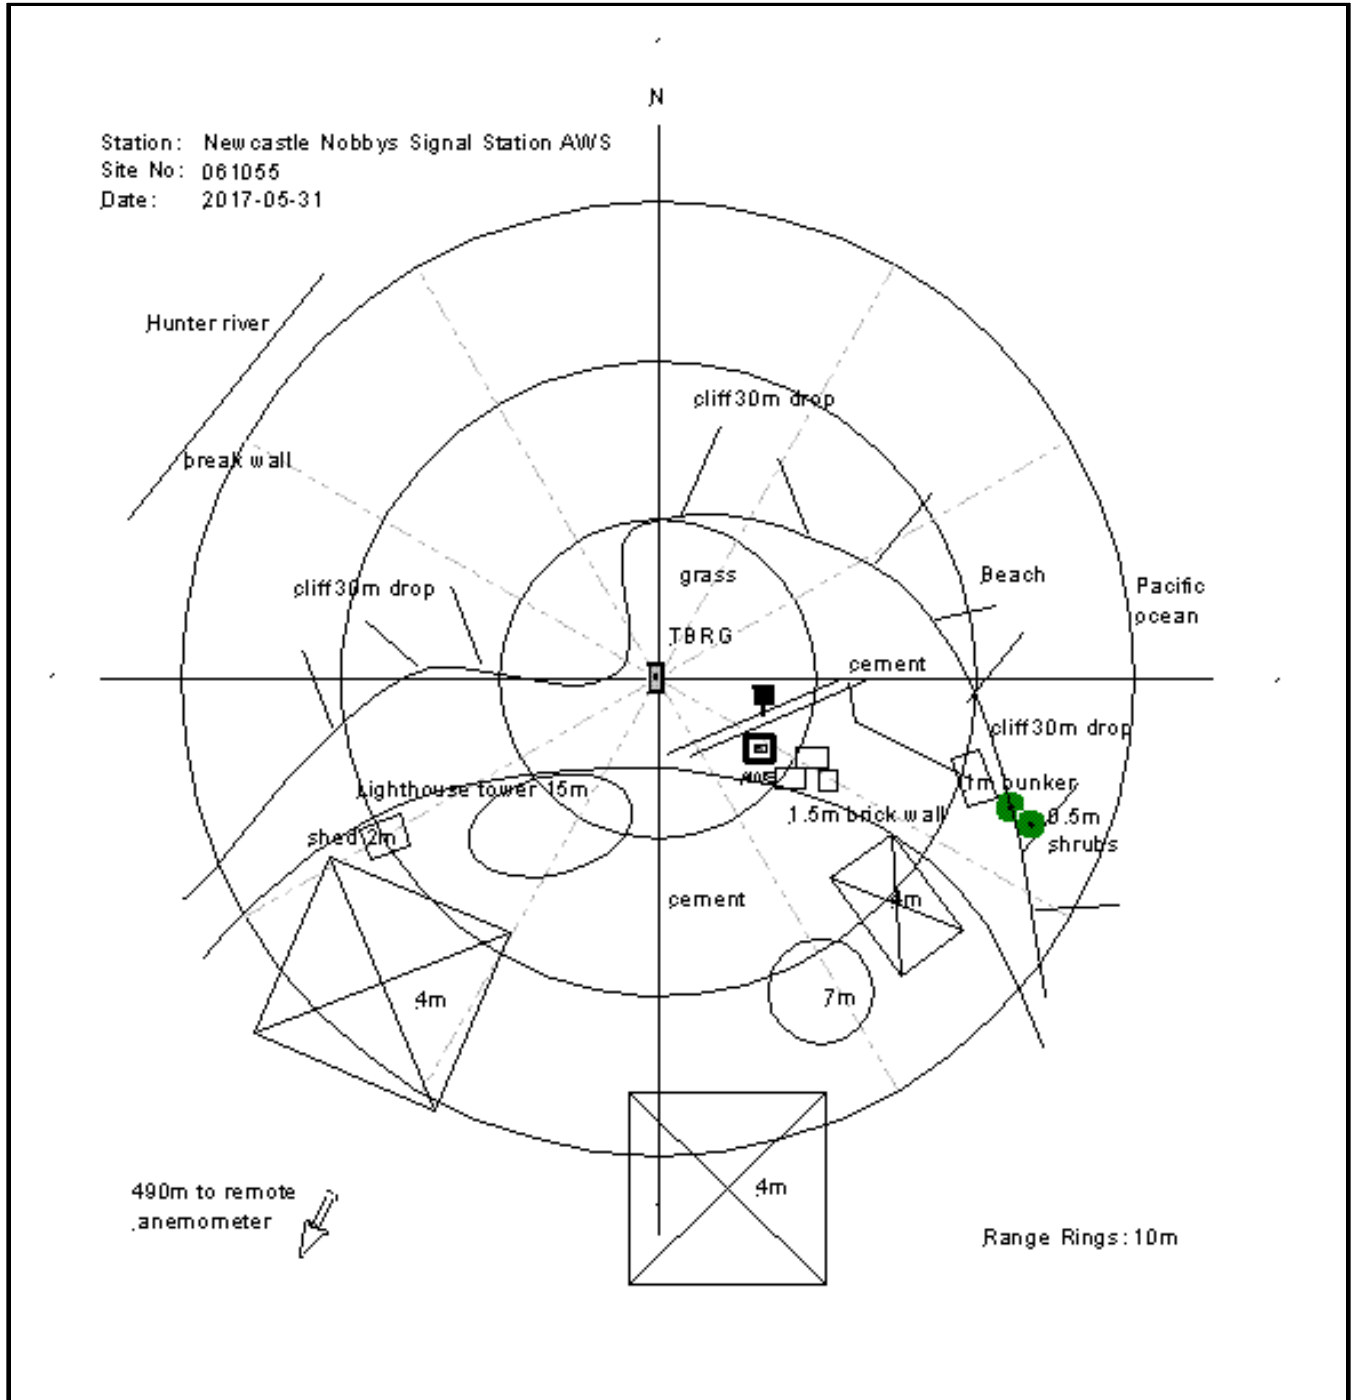 N
Station: Newcastle Nobbys Signal Station AWS
Site No: 061055
Date: 2017-05-31
Hunter river
break wall
cliff 30m drop
cliff 30m drop
grass
Beach
Pacific
ocean
TBRG
cement
cliff 30m drop
AWS
Lighthouse tower 15m
1m bunker
1.5m brick wall
0.5m
shrubs
shed 2m
cement
4m
4m
7m
4m
490m to remote
anemometer
Range Rings: 10m